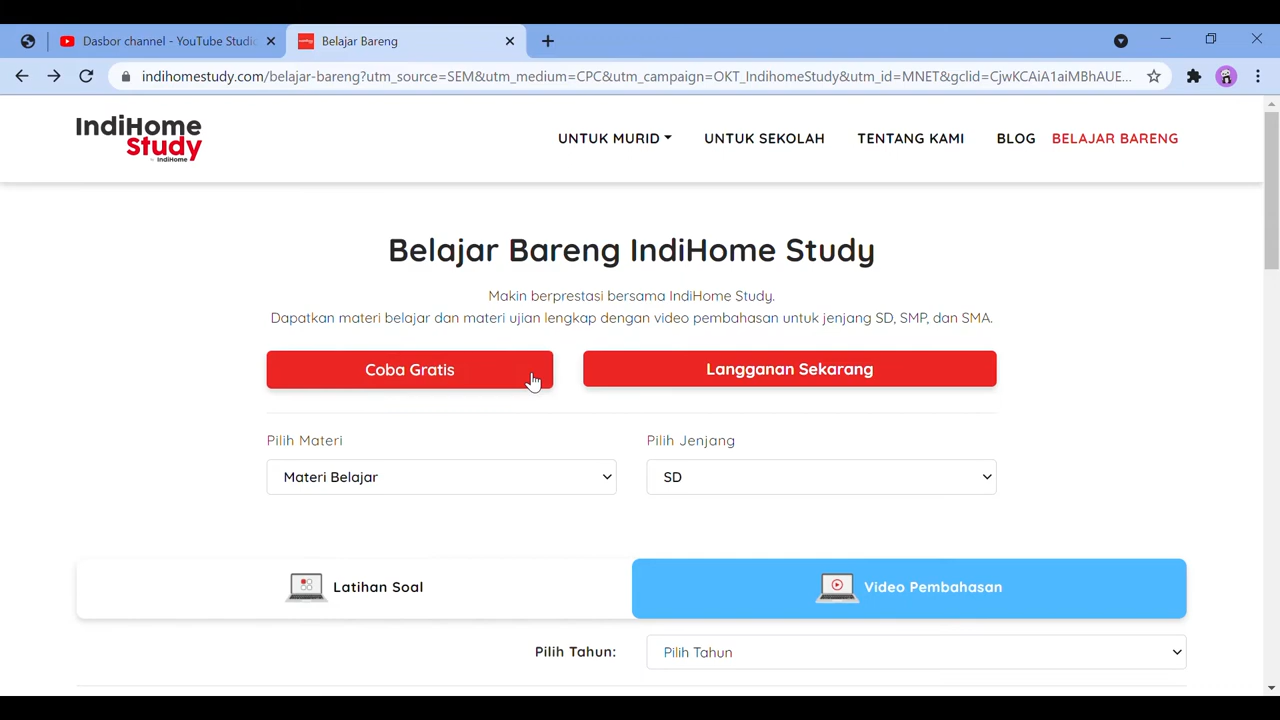 Dasbor channel - YouTube Studi
Belajar Bareng
indihomestudy.com/belajar-bareng?utm_source=SEM&utm_medium=CPC&utm_campaign=OKT_IndihomeStudy&utm_id=MNET&gclid=CjwKCAiA1aiMBhAUE...
IndiHome
Study
by IndiHome
UNTUK MURID
UNTUK SEKOLAH
TENTANG KAMI
BLOG
BELAJAR BARENG
Belajar Bareng IndiHome Study
Makin berprestasi bersama IndiHome Study.
Dapatkan materi belajar dan materi ujian lengkap dengan video pembahasan untuk jenjang SD, SMP, dan SMA.
Coba Gratis
Langganan Sekarang
Pilih Materi
Pilih Jenjang
Materi Belajar
SD
Latihan Soal
Video Pembahasan
Pilih Tahun:
Pilih Tahun